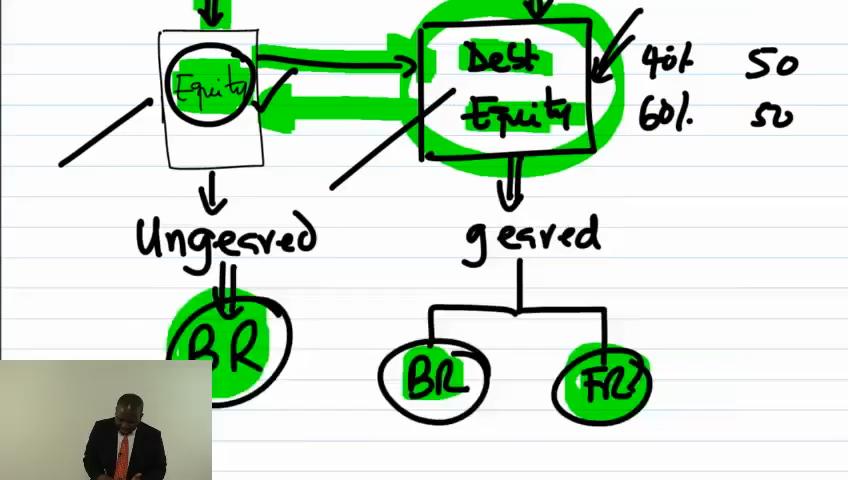 Equity
Debt 40% 50
Equity 60% 50
Ungeared geared
BR BR FR